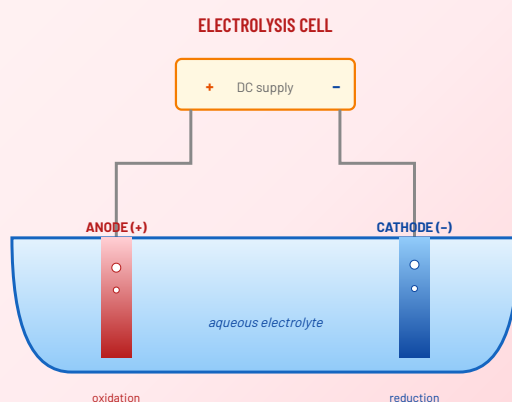 ELECTROLYSIS CELL
+ DC supply −
ANODE (+) CATHODE (−)
aqueous electrolyte
oxidation reduction